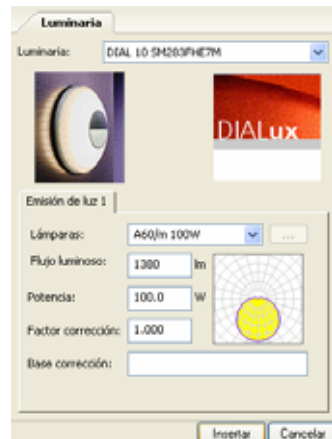 Luminaria
Luminaria: DIAL 10 SM203FHE7M
DIALux
Emisión de luz 1
Lámparas: A60/m 100W ...
Flujo luminoso: 1380 lm
Potencia: 100.0 W
Factor corrección: 1.000
Base corrección:
Insertar Cancelar